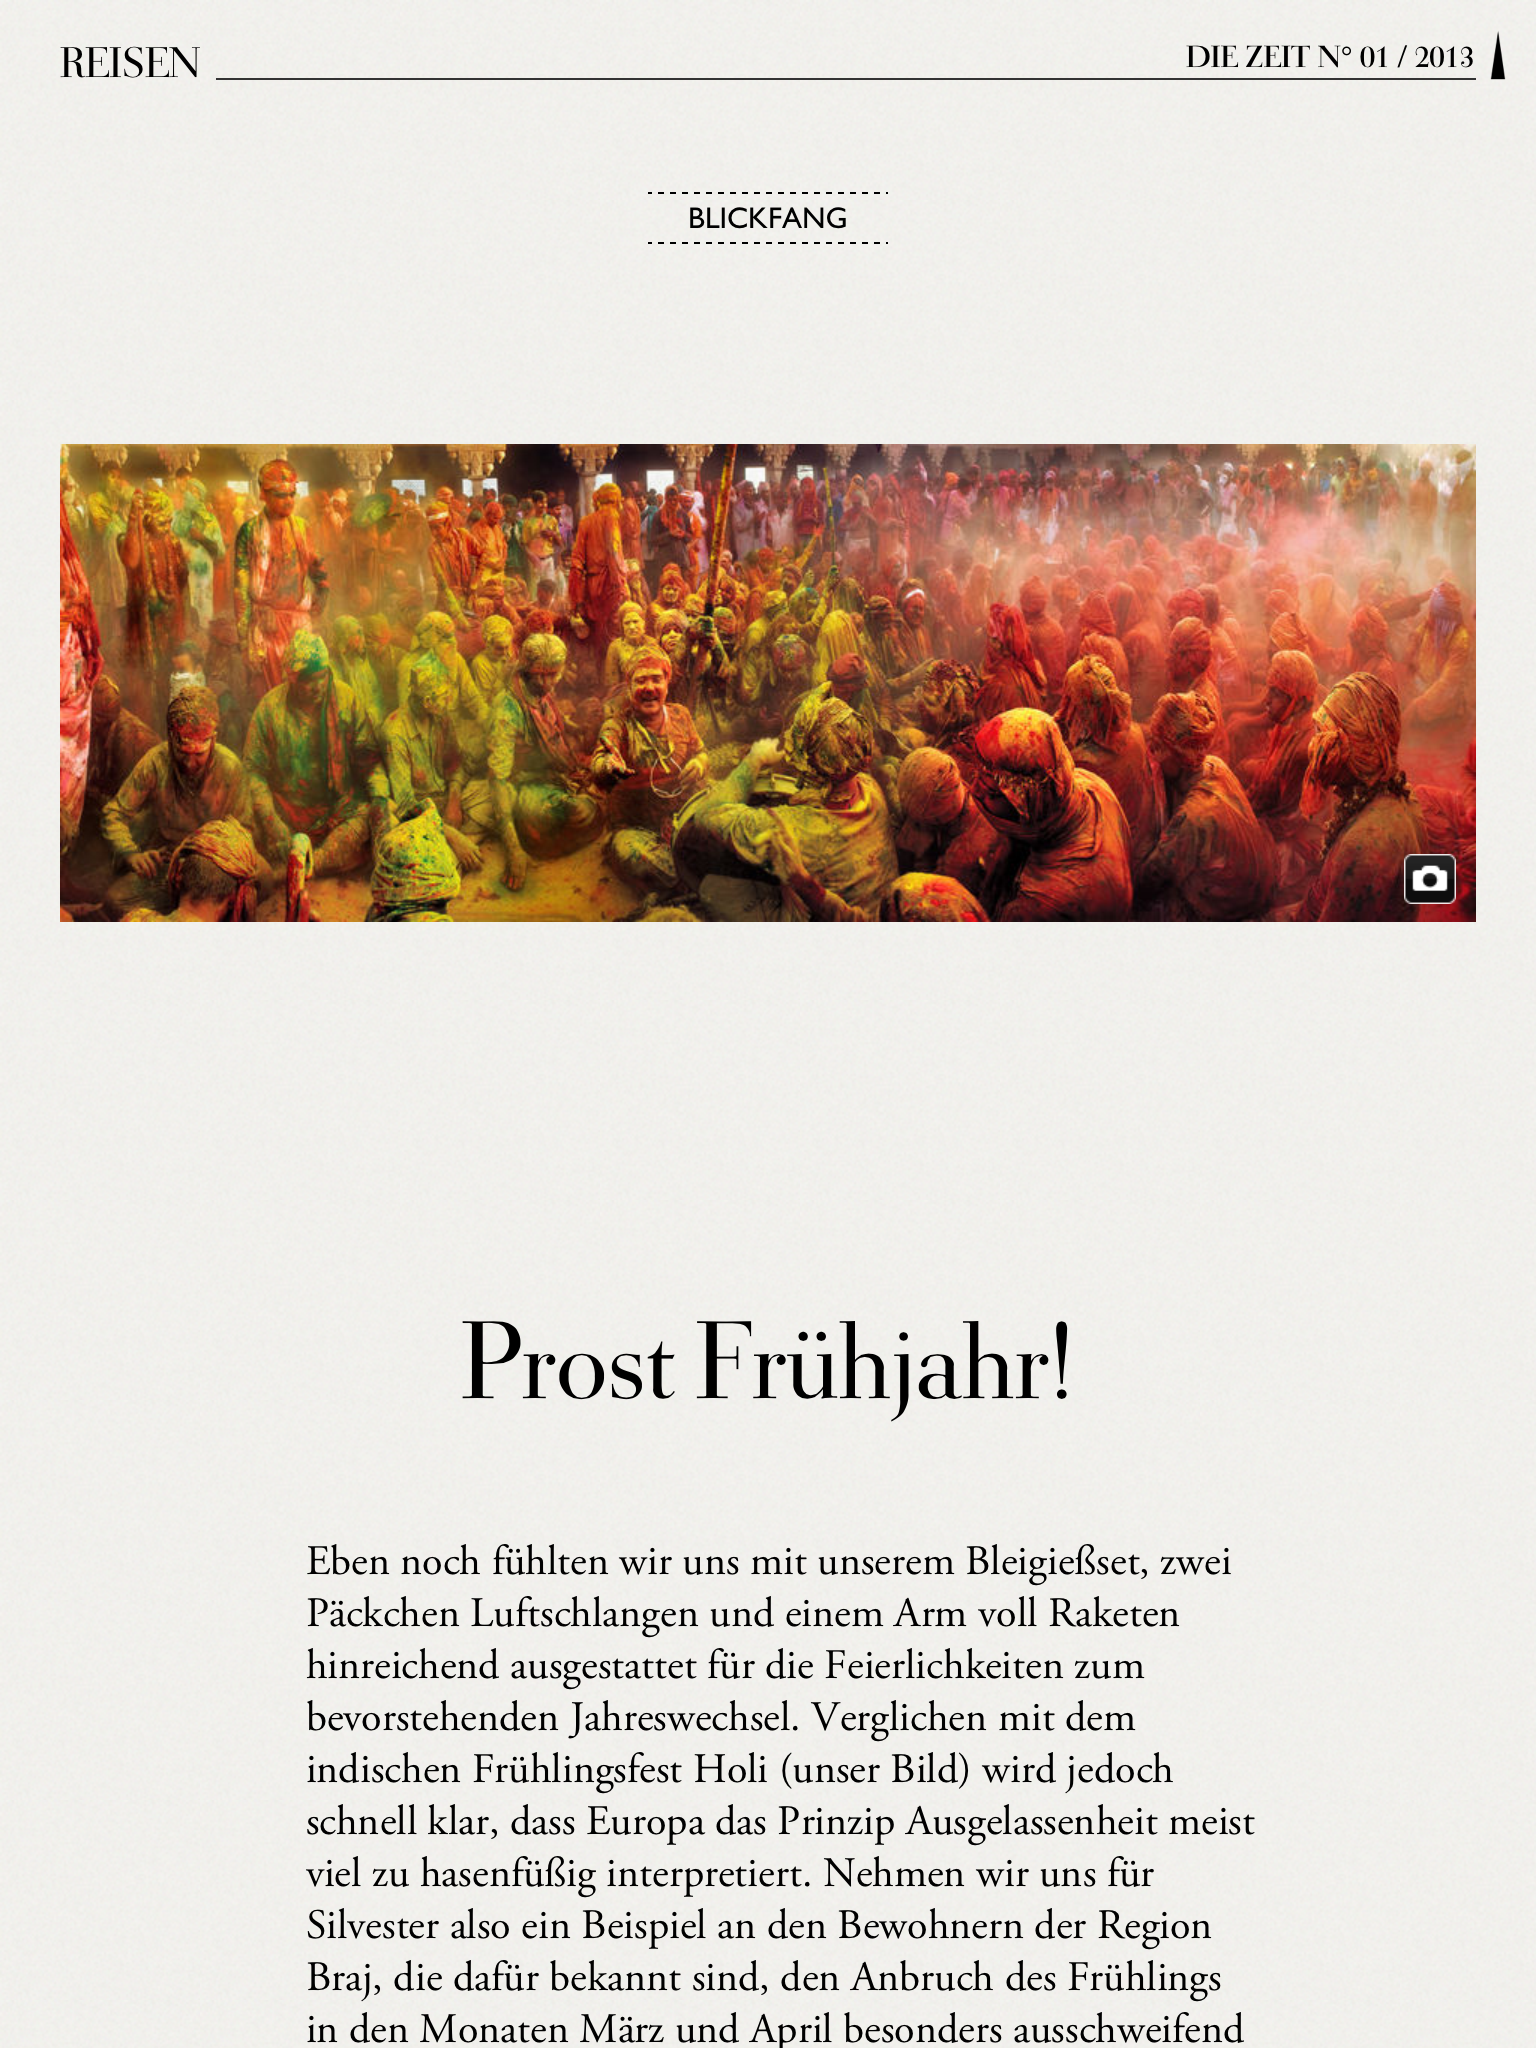 REISEN
DIE ZEIT N° 01 / 2013
BLICKFANG
Prost Frühjahr!
Eben noch fühlten wir uns mit unserem Bleigießset, zwei
Päckchen Luftschlangen und einem Arm voll Raketen
hinreichend ausgestattet für die Feierlichkeiten zum
bevorstehenden Jahreswechsel. Verglichen mit dem
indischen Frühlingsfest Holi (unser Bild) wird jedoch
schnell klar, dass Europa das Prinzip Ausgelassenheit meist
viel zu hasenfüßig interpretiert. Nehmen wir uns für
Silvester also ein Beispiel an den Bewohnern der Region
Braj, die dafür bekannt sind, den Anbruch des Frühlings
in den Monaten März und April besonders ausschweifend